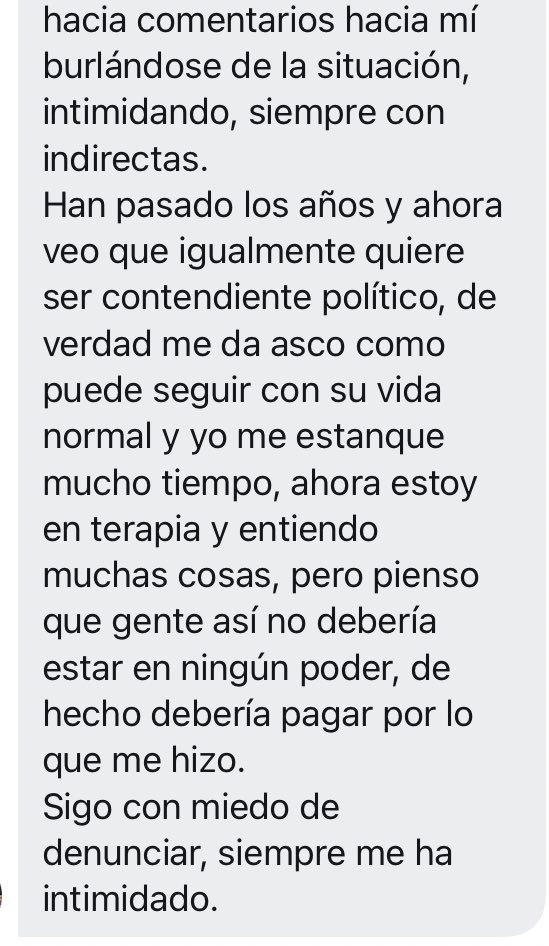 hacia comentarios hacia mí
burlándose de la situación,
intimidando, siempre con
indirectas.
Han pasado los años y ahora
veo que igualmente quiere
ser contendiente político, de
verdad me da asco como
puede seguir con su vida
normal y yo me estanque
mucho tiempo, ahora estoy
en terapia y entiendo
muchas cosas, pero pienso
que gente así no debería
estar en ningún poder, de
hecho debería pagar por lo
que me hizo.
Sigo con miedo de
denunciar, siempre me ha
intimidado.